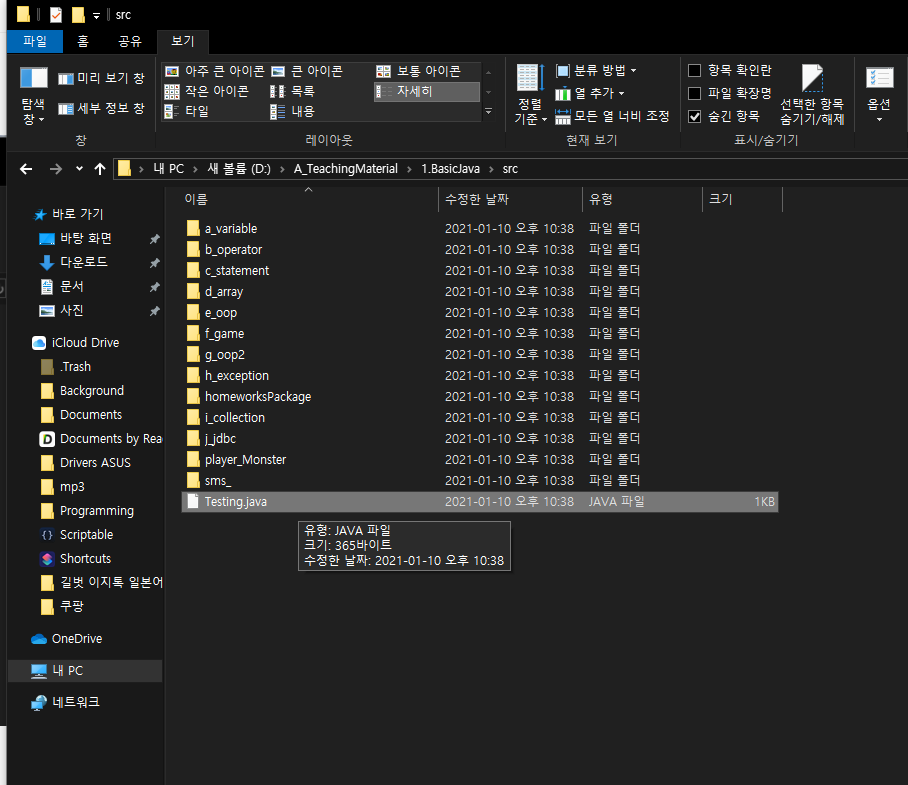 src
파일 홈 공유 보기
미리 보기 창
세부 정보 창
탐색
창
창
아주 큰 아이콘 큰 아이콘 보통 아이콘
작은 아이콘 목록 자세히
타일 내용
레이아웃
정렬
기준
분류 방법
열 추가
모든 열 너비 조정
현재 보기
항목 확인란
파일 확장명
숨긴 항목
선택한 항목
숨기기/해제
표시/숨기기
옵션
내 PC › 새 볼륨 (D:) › A_TeachingMaterial › 1.BasicJava › src
바로 가기
바탕 화면
다운로드
문서
사진
iCloud Drive
.Trash
Background
Documents
Documents by Rea
Drivers ASUS
mp3
Programming
Scriptable
Shortcuts
길벗 이지톡 일본어
쿠팡
OneDrive
내 PC
네트워크
이름 수정한 날짜 유형 크기
a_variable 2021-01-10 오후 10:38 파일 폴더
b_operator 2021-01-10 오후 10:38 파일 폴더
c_statement 2021-01-10 오후 10:38 파일 폴더
d_array 2021-01-10 오후 10:38 파일 폴더
e_oop 2021-01-10 오후 10:38 파일 폴더
f_game 2021-01-10 오후 10:38 파일 폴더
g_oop2 2021-01-10 오후 10:38 파일 폴더
h_exception 2021-01-10 오후 10:38 파일 폴더
homeworksPackage 2021-01-10 오후 10:38 파일 폴더
i_collection 2021-01-10 오후 10:38 파일 폴더
j_jdbc 2021-01-10 오후 10:38 파일 폴더
player_Monster 2021-01-10 오후 10:38 파일 폴더
sms_ 2021-01-10 오후 10:38 파일 폴더
Testing.java 2021-01-10 오후 10:38 JAVA 파일 1KB
유형: JAVA 파일
크기: 365바이트
수정한 날짜: 2021-01-10 오후 10:38